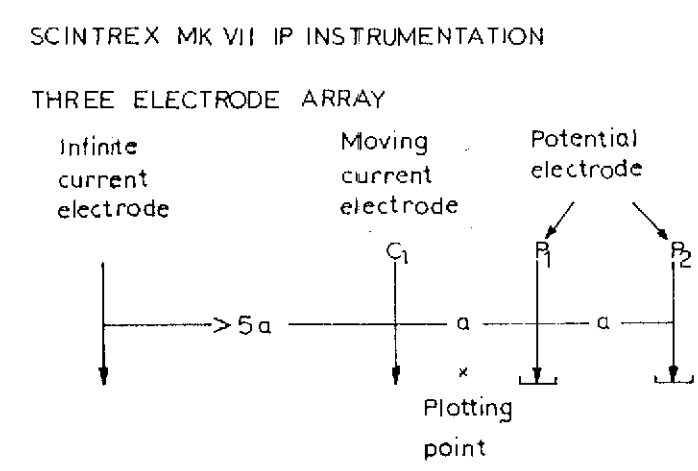 SCINTREX MK VII IP INSTRUMENTATION
THREE ELECTRODE ARRAY
Infinite
current
electrode
Moving
current
electrode
Potential
electrode
C1
P1
P2
>5a
a
a
x
Plotting
point